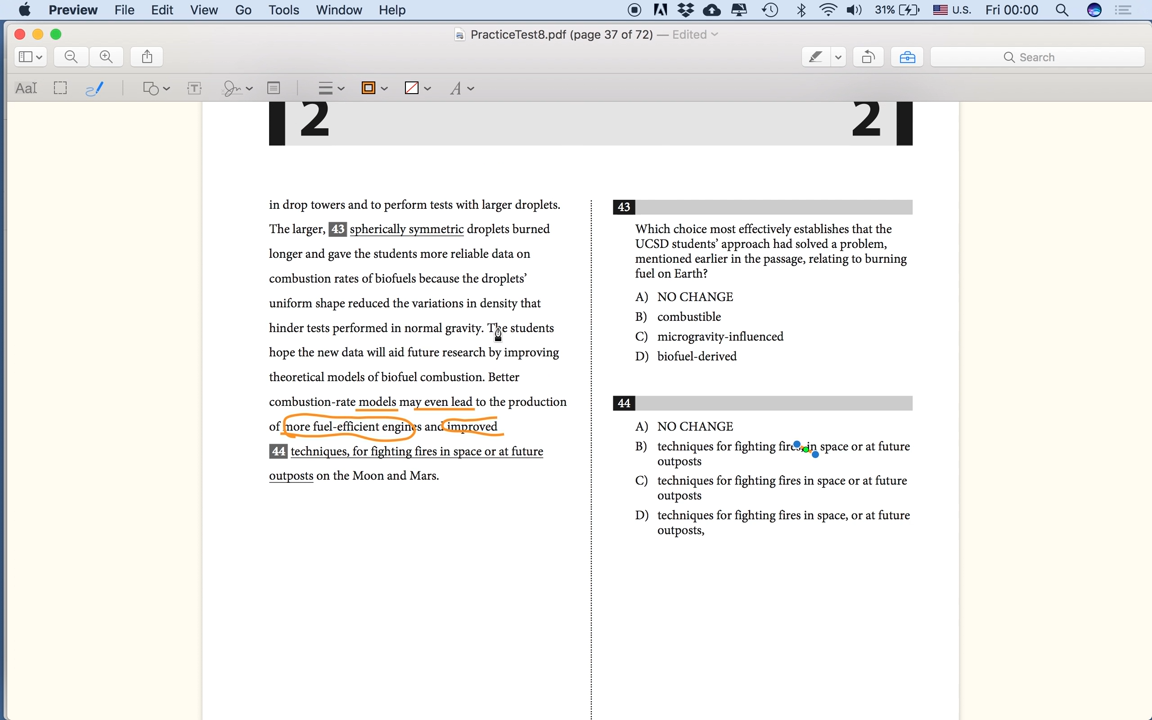 Preview File Edit View Go Tools Window Help 31% U.S. Fri 00:00
PracticeTest8.pdf (page 37 of 72) — Edited
Search
AaI T A
2 2
in drop towers and to perform tests with larger droplets.
The larger, 43 spherically symmetric droplets burned
longer and gave the students more reliable data on
combustion rates of biofuels because the droplets’
uniform shape reduced the variations in density that
hinder tests performed in normal gravity. The students
hope the new data will aid future research by improving
theoretical models of biofuel combustion. Better
combustion-rate models may even lead to the production
of more fuel-efficient engines and improved
44 techniques, for fighting fires in space or at future
outposts on the Moon and Mars.
43
Which choice most effectively establishes that the
UCSD students’ approach had solved a problem,
mentioned earlier in the passage, relating to burning
fuel on Earth?
A) NO CHANGE
B) combustible
C) microgravity-influenced
D) biofuel-derived
44
A) NO CHANGE
B) techniques for fighting fires, in space or at future
outposts
C) techniques for fighting fires in space or at future
outposts
D) techniques for fighting fires in space, or at future
outposts,